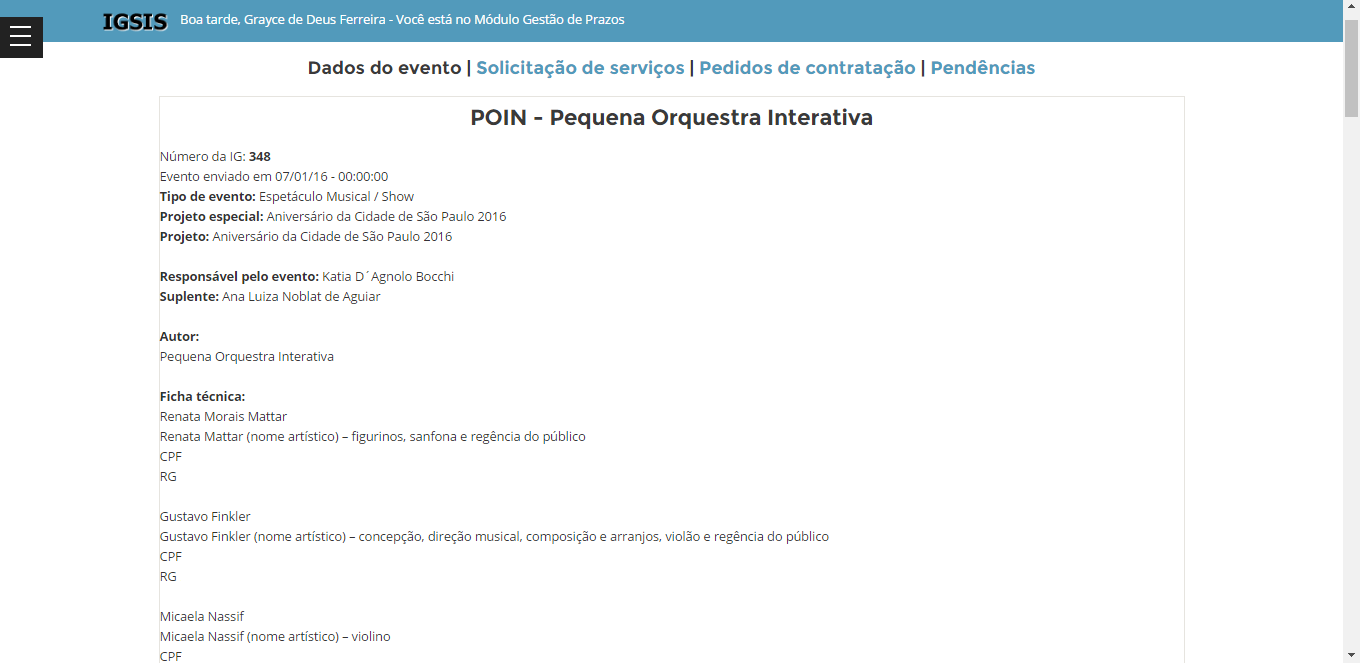 IGSIS Boa tarde, Grayce de Deus Ferreira - Você está no Módulo Gestão de Prazos
Dados do evento | Solicitação de serviços | Pedidos de contratação | Pendências
POIN - Pequena Orquestra Interativa
Número da IG: 348
Evento enviado em 07/01/16 - 00:00:00
Tipo de evento: Espetáculo Musical / Show
Projeto especial: Aniversário da Cidade de São Paulo 2016
Projeto: Aniversário da Cidade de São Paulo 2016
Responsável pelo evento: Katia D´Agnolo Bocchi
Suplente: Ana Luiza Noblat de Aguiar
Autor:
Pequena Orquestra Interativa
Ficha técnica:
Renata Morais Mattar
Renata Mattar (nome artístico) – figurinos, sanfona e regência do público
CPF
RG
Gustavo Finkler
Gustavo Finkler (nome artístico) – concepção, direção musical, composição e arranjos, violão e regência do público
CPF
RG
Micaela Nassif
Micaela Nassif (nome artístico) – violino
CPF